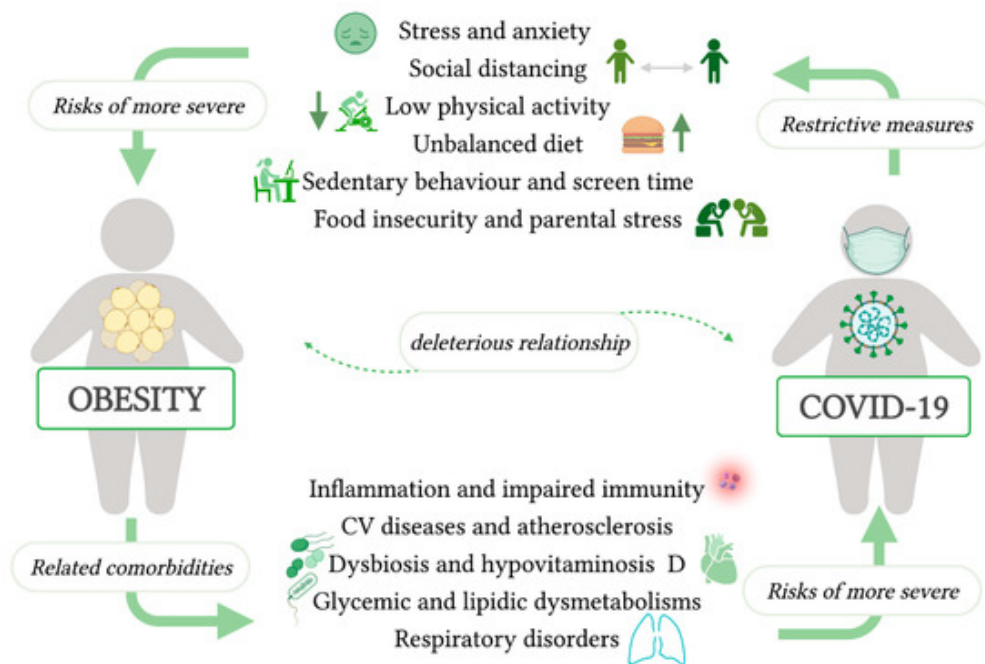 Stress and anxiety
Social distancing
Risks of more severe
Low physical activity
Restrictive measures
Unbalanced diet
Sedentary behaviour and screen time
Food insecurity and parental stress
deleterious relationship
OBESITY
COVID-19
Inflammation and impaired immunity
CV diseases and atherosclerosis
Related comorbidities
Dysbiosis and hypovitaminosis D
Glycemic and lipidic dysmetabolisms
Risks of more severe
Respiratory disorders